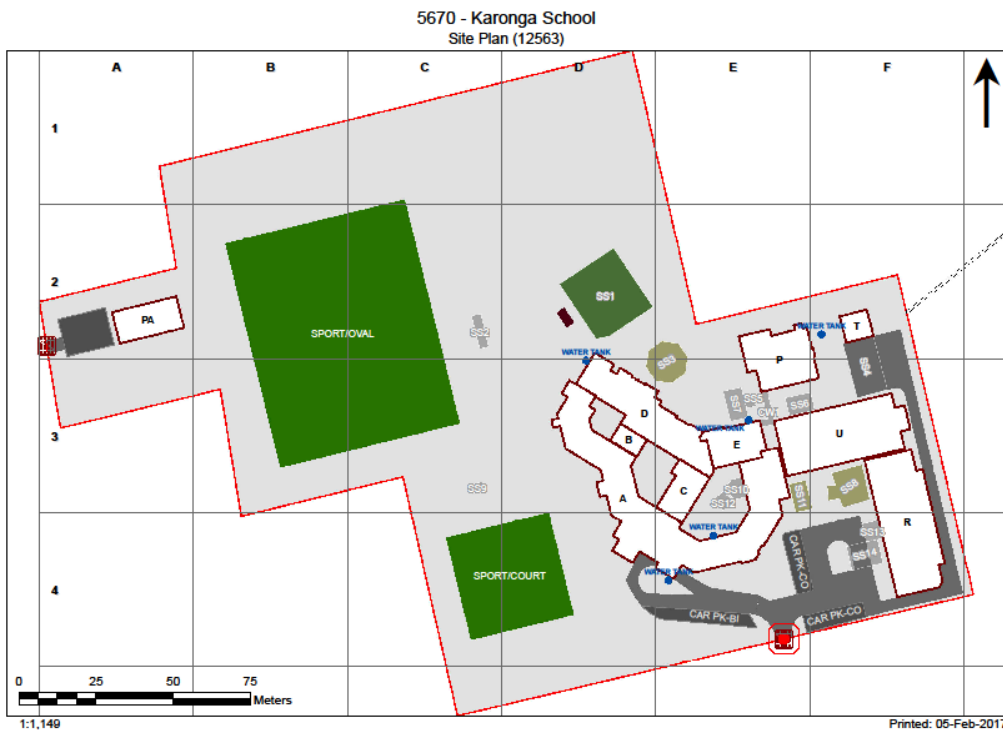 5670 - Karonga School
Site Plan (12563)
A B C D E F
1
2
SS1
PA
SS2
SPORT/OVAL
WATER TANK
T
WATER TANK
P
SS3
SS4
SS7
SS5
SS6
CW1
3
D
WATER TANK
B
E
U
SS9
A
C
SS10
SS12
SS11
SS8
R
WATER TANK
SS13
SS14
CAR PK-CO
SPORT/COURT
WATER TANK
4
CAR PK-BI
CAR PK-CO
0 25 50 75
Meters
1:1,149
Printed: 05-Feb-2017